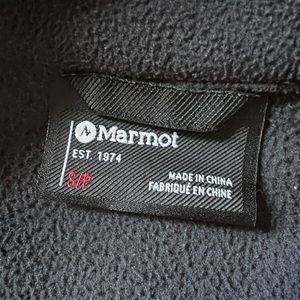 Marmot
EST. 1974
S/P
MADE IN CHINA
FABRIQUÉ EN CHINE